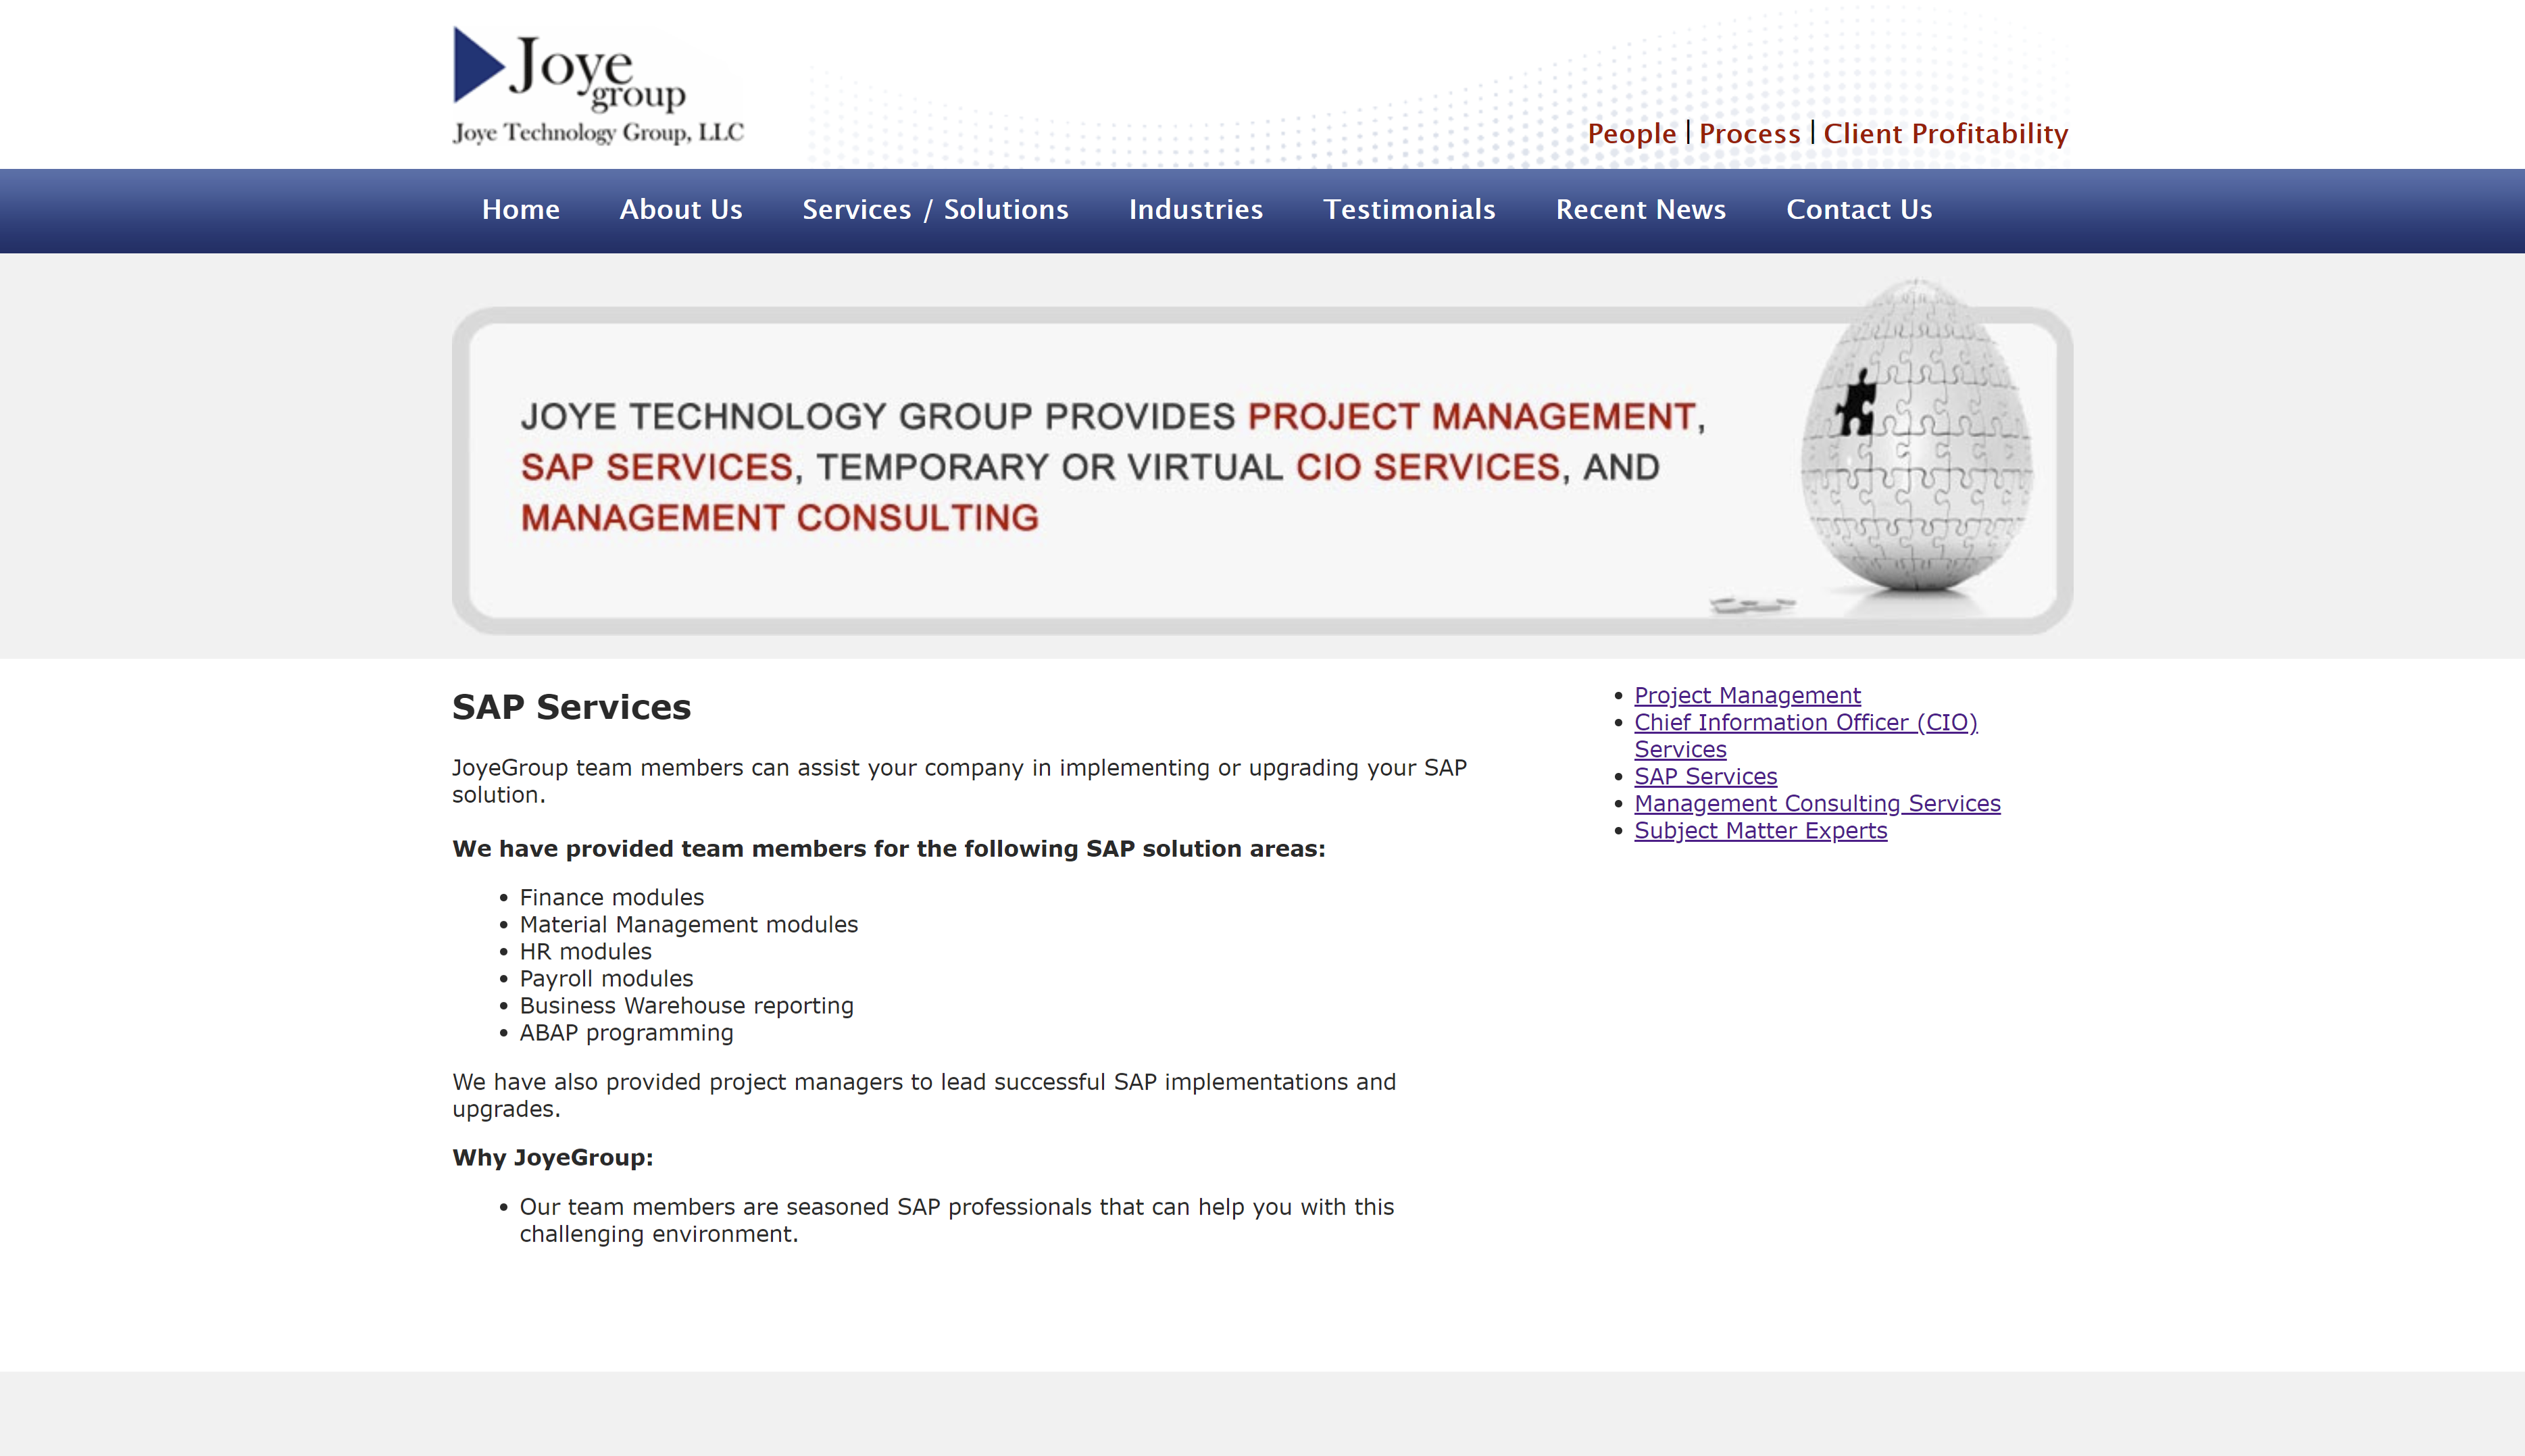 Joye
group
Joye Technology Group, LLC
People | Process | Client Profitability
Home About Us Services / Solutions Industries Testimonials Recent News Contact Us
JOYE TECHNOLOGY GROUP PROVIDES PROJECT MANAGEMENT,
SAP SERVICES, TEMPORARY OR VIRTUAL CIO SERVICES, AND
MANAGEMENT CONSULTING
SAP Services
JoyeGroup team members can assist your company in implementing or upgrading your SAP
solution.
We have provided team members for the following SAP solution areas:
• Finance modules
• Material Management modules
• HR modules
• Payroll modules
• Business Warehouse reporting
• ABAP programming
We have also provided project managers to lead successful SAP implementations and
upgrades.
Why JoyeGroup:
• Our team members are seasoned SAP professionals that can help you with this
challenging environment.
• Project Management
• Chief Information Officer (CIO)
Services
• SAP Services
• Management Consulting Services
• Subject Matter Experts